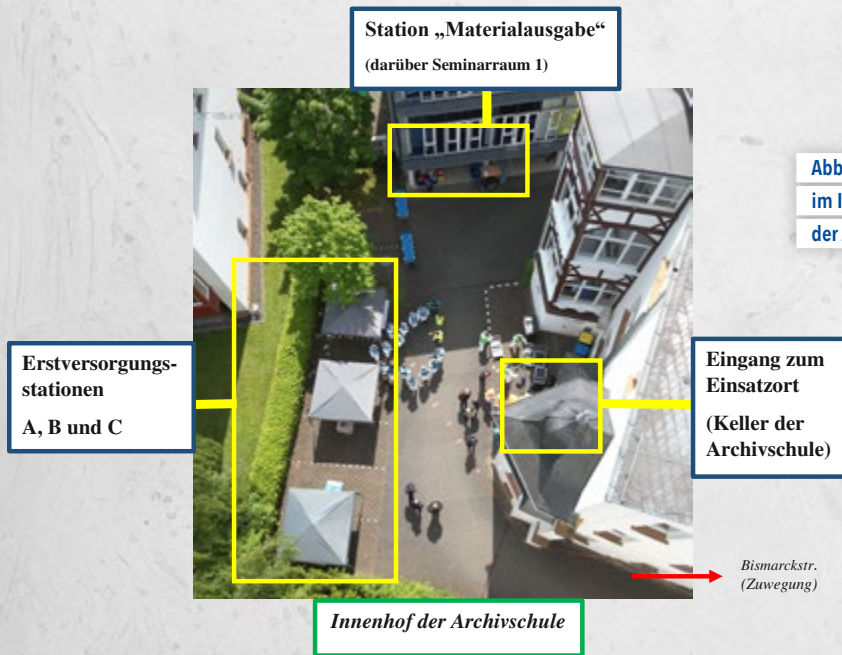 Station „Materialausgabe“
(darüber Seminarraum 1)
Abb
im I
der
Erstversorgungs-
stationen
A, B und C
Eingang zum
Einsatzort
(Keller der
Archivschule)
Bismarckstr.
(Zuwegung)
Innenhof der Archivschule